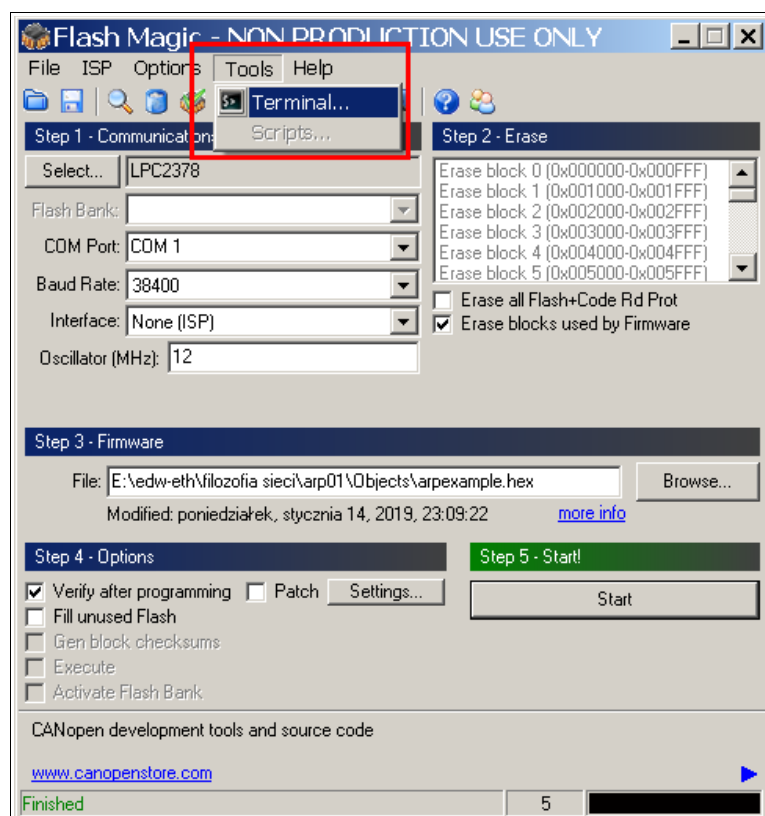 Flash Magic - NON PRODUCTION USE ONLY
File ISP Options Tools Help
Terminal...
Scripts...
Step 1 - Communications
Step 2 - Erase
Select... LPC2378
Flash Bank:
COM Port: COM 1
Baud Rate: 38400
Interface: None (ISP)
Oscillator (MHz): 12
Erase block 0 (0x000000-0x000FFF)
Erase block 1 (0x001000-0x001FFF)
Erase block 2 (0x002000-0x002FFF)
Erase block 3 (0x003000-0x003FFF)
Erase block 4 (0x004000-0x004FFF)
Erase block 5 (0x005000-0x005FFF)
Erase all Flash+Code Rd Prot
Erase blocks used by Firmware
Step 3 - Firmware
File: E:\edw-eth\filozofia sieci\arp01\Objects\arpexample.hex Browse...
Modified: poniedziałek, stycznia 14, 2019, 23:09:22 more info
Step 4 - Options
Step 5 - Start!
Verify after programming Patch Settings...
Start
Fill unused Flash
Gen block checksums
Execute
Activate Flash Bank
CANopen development tools and source code
www.canopenstore.com
Finished 5